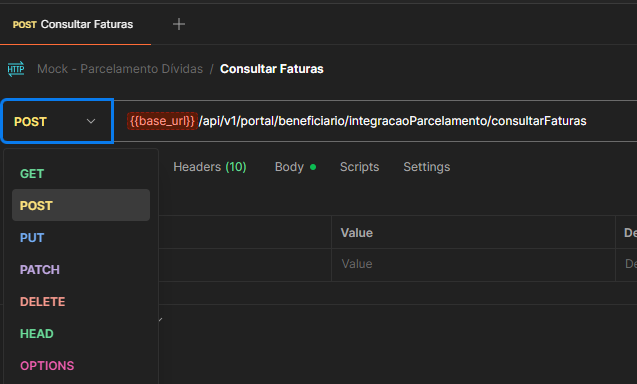 POST Consultar Faturas
HTTP Mock - Parcelamento Dívidas / Consultar Faturas
POST {{base_url}}/api/v1/portal/beneficiario/integracaoParcelamento/consultarFaturas
Headers (10) Body Scripts Settings
GET
POST
PUT
PATCH
DELETE
HEAD
OPTIONS
Value De
Value De